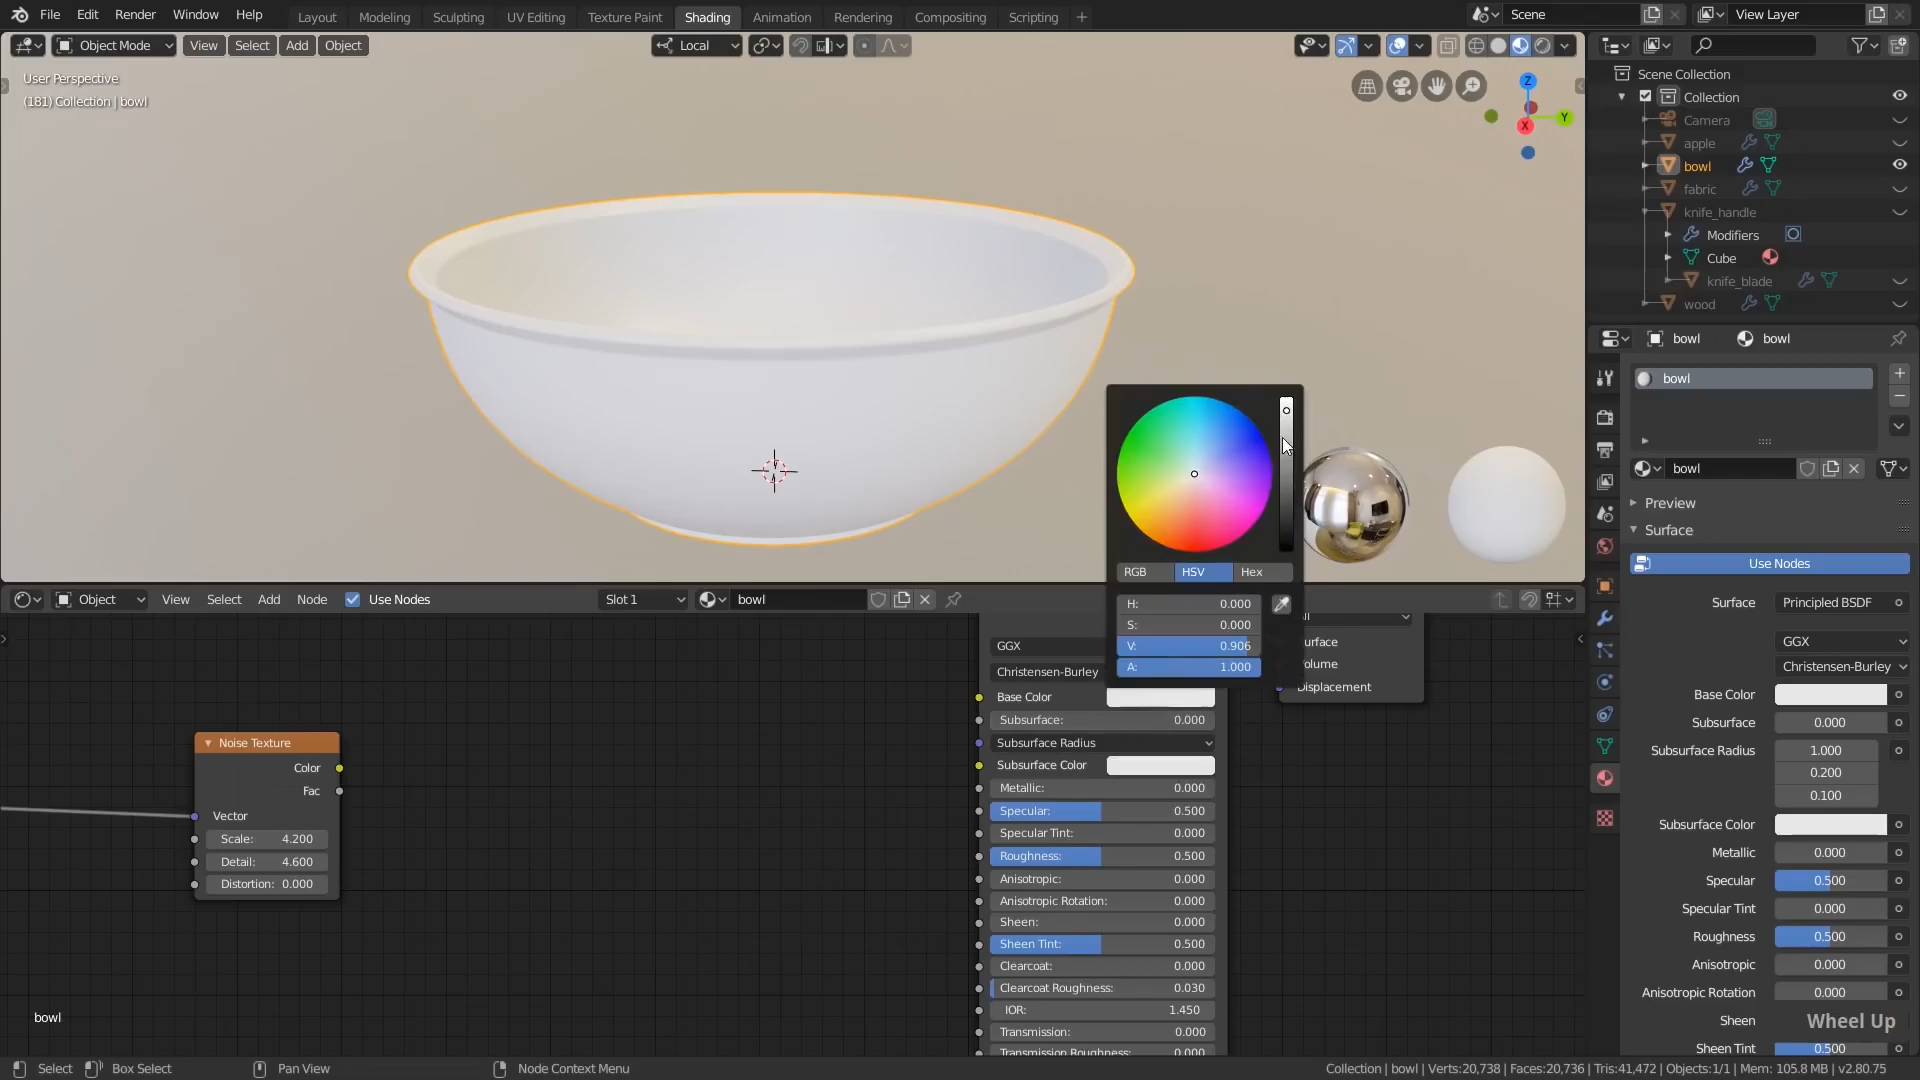 File Edit Render Window Help Layout Modeling Sculpting UV Editing Texture Paint Shading Animation Rendering Compositing Scripting + Scene View Layer
Object Mode View Select Add Object Local
User Perspective
(181) Collection | bowl
Z
Y
X
Scene Collection
Collection
Camera
apple
bowl
fabric
knife_handle
Modifiers
Cube
knife_blade
wood
bowl bowl
bowl
bowl
Preview
Surface
Use Nodes
Surface Principled BSDF
GGX
Christensen-Burley
Base Color
Subsurface 0.000
Subsurface Radius 1.000
0.200
0.100
Subsurface Color
Metallic 0.000
Specular 0.500
Specular Tint 0.000
Roughness 0.500
Anisotropic 0.000
Anisotropic Rotation 0.000
Sheen
Wheel Up
Sheen Tint 0.500
RGB HSV Hex
H: 0.000
S: 0.000
V: 0.906
A: 1.000
Object View Select Add Node Use Nodes Slot 1 bowl
urface
olume
Displacement
GGX
Christensen-Burley
Base Color
Subsurface: 0.000
Subsurface Radius
Subsurface Color
Metallic: 0.000
Specular: 0.500
Specular Tint: 0.000
Roughness: 0.500
Anisotropic: 0.000
Anisotropic Rotation: 0.000
Sheen: 0.000
Sheen Tint: 0.500
Clearcoat: 0.000
Clearcoat Roughness: 0.030
IOR: 1.450
Transmission: 0.000
Transmission Roughness: 0.000
Noise Texture
Color
Fac
Vector
Scale: 4.200
Detail: 4.600
Distortion: 0.000
bowl
Select Box Select Pan View Node Context Menu Collection | bowl | Verts:20,738 | Faces:20,736 | Tris:41,472 | Objects:1/1 | Mem: 105.8 MB | v2.80.75